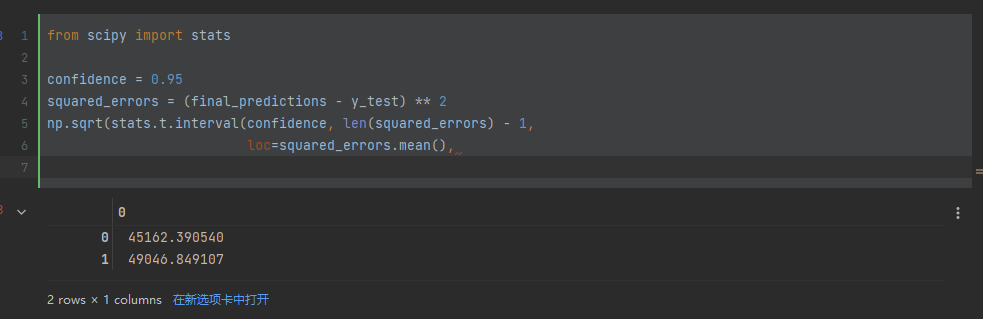 1 from scipy import stats
2
3 confidence = 0.95
4 squared_errors = (final_predictions - y_test) ** 2
5 np.sqrt(stats.t.interval(confidence, len(squared_errors) - 1,
6 loc=squared_errors.mean(),
7
0
0 45162.390540
1 49046.849107
2 rows × 1 columns 在新选项卡中打开